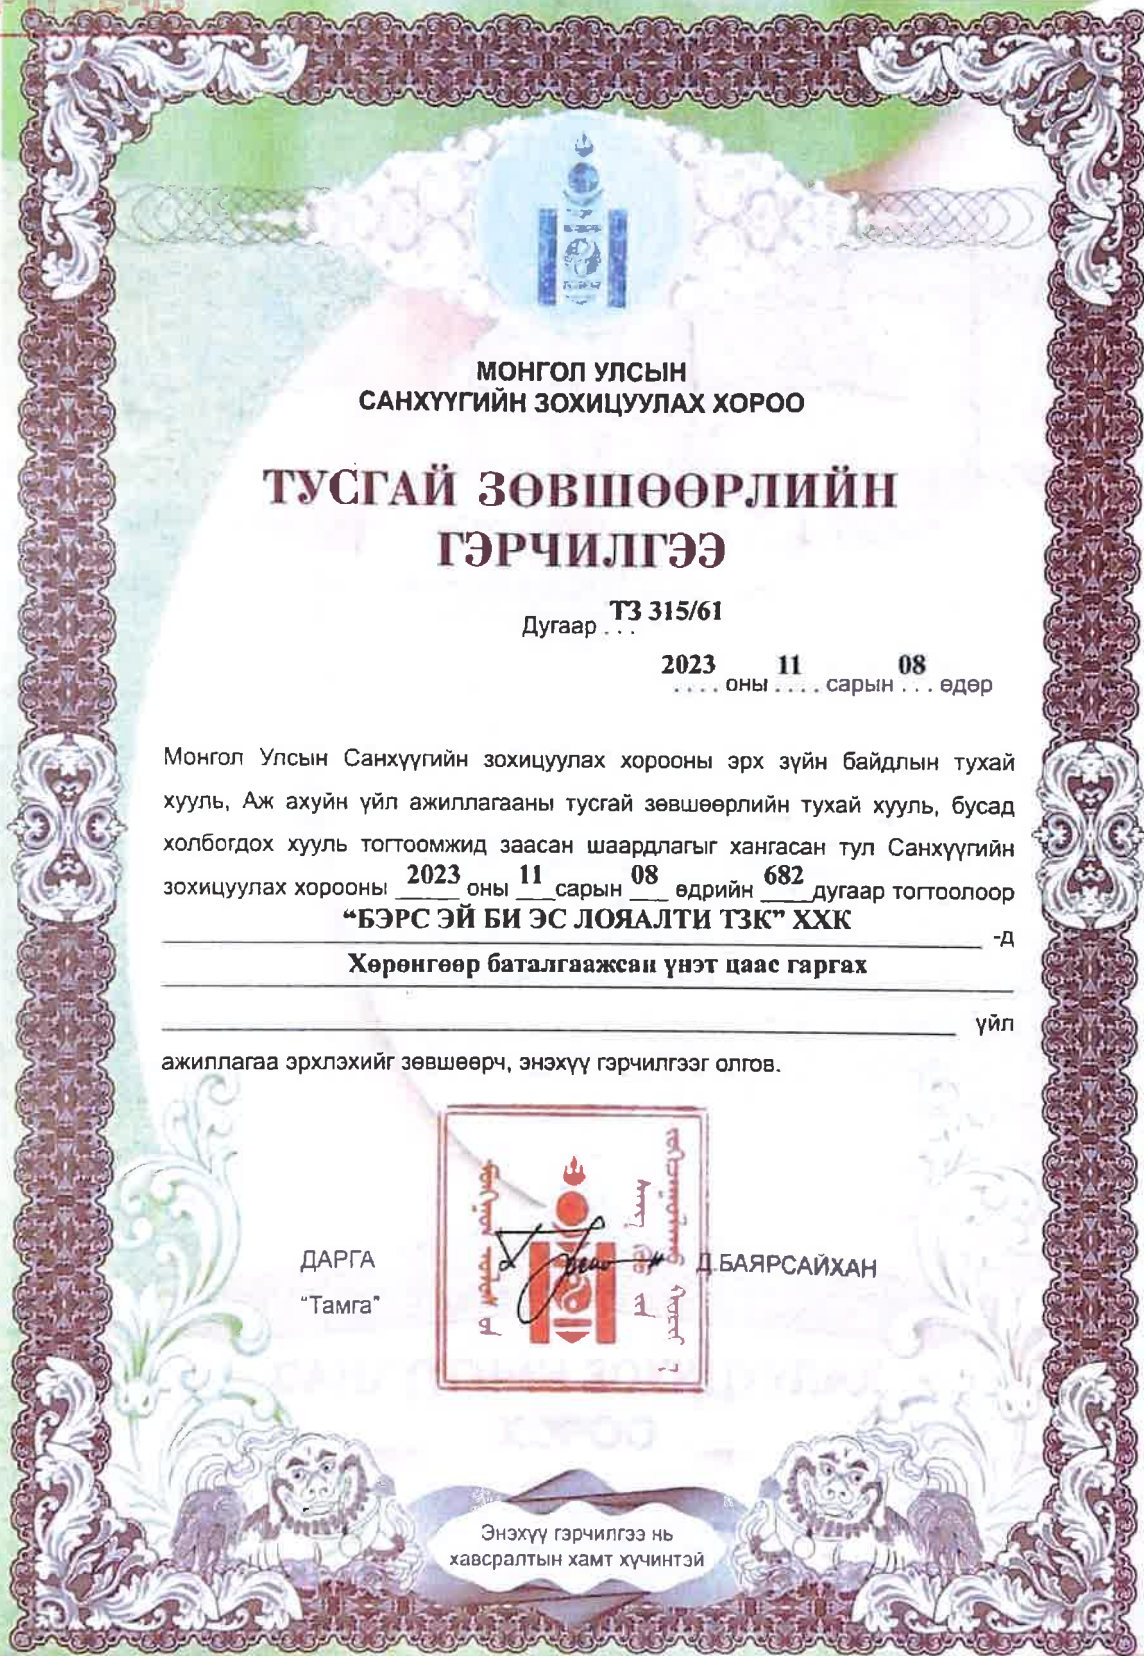 МОНГОЛ УЛСЫН
САНХҮҮГИЙН ЗОХИЦУУЛАХ ХОРОО
ТУСГАЙ ЗӨВШӨӨРЛИЙН
ГЭРЧИЛГЭЭ
Дугаар . . . ТЗ 315/61
2023 оны 11 сарын 08 өдөр
Монгол Улсын Санхүүгийн зохицуулах хорооны эрх зүйн байдлын тухай
хууль, Аж ахуйн үйл ажиллагааны тусгай зөвшөөрлийн тухай хууль, бусад
холбогдох хууль тогтоомжид заасан шаардлагыг хангасан тул Санхүүгийн
зохицуулах хорооны 2023 оны 11 сарын 08 өдрийн 682 дугаар тогтоолоор
“БЭРС ЭЙ БИ ЭС ЛОЯАЛТИ ТЗК” ХХК -д
Хөрөнгөөр баталгаажсан үнэт цаас гаргах
үйл
ажиллагаа эрхлэхийг зөвшөөрч, энэхүү гэрчилгээг олгов.
ДАРГА Д.БАЯРСАЙХАН
“Тамга”
Энэхүү гэрчилгээ нь
хавсралтын хамт хүчинтэй